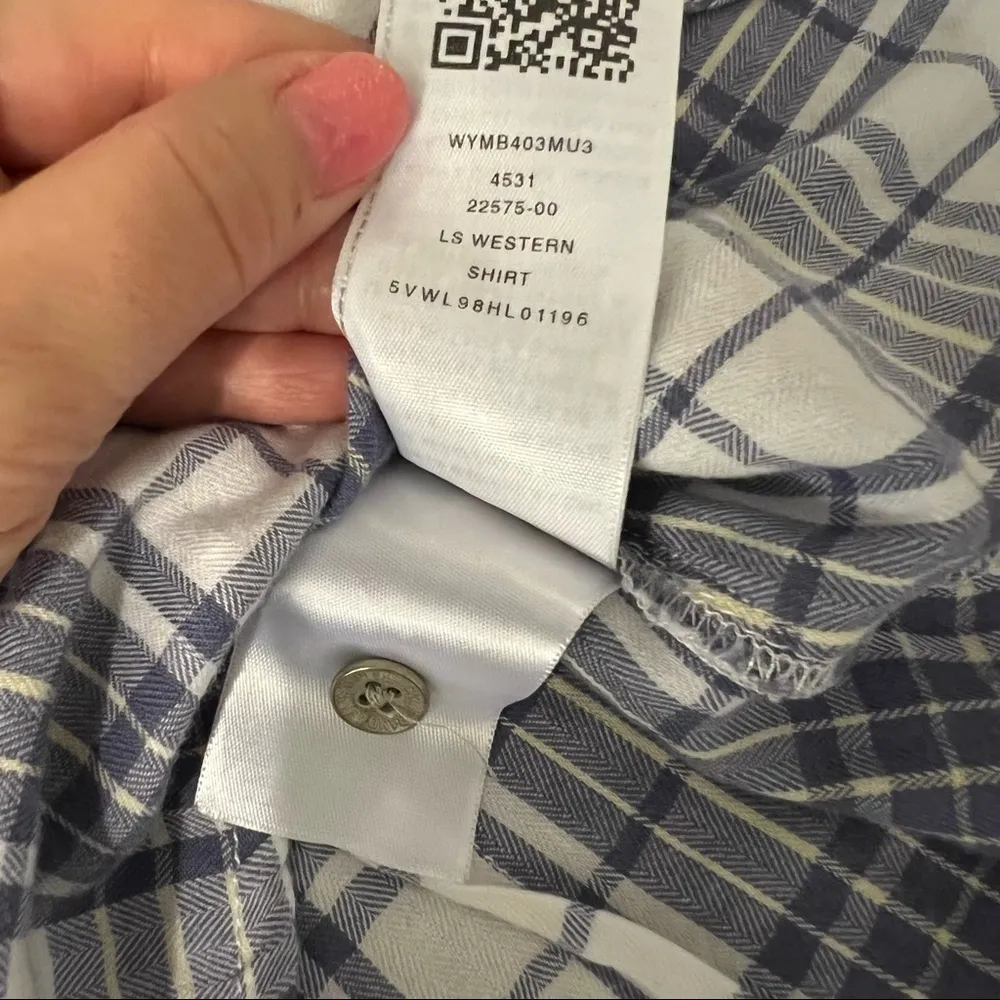 WYMB403MU3
4531
22575-00
LS WESTERN
SHIRT
5VWL98HL01196